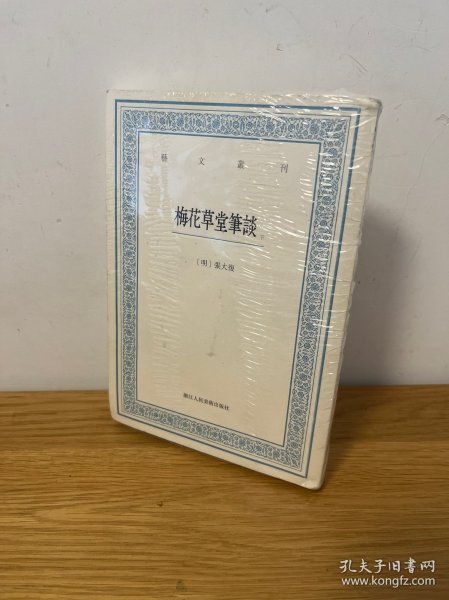 藝文叢刊
梅花草堂筆談
［明］張大復
浙江人民美術出版社
孔夫子旧书网
www.kongfz.com